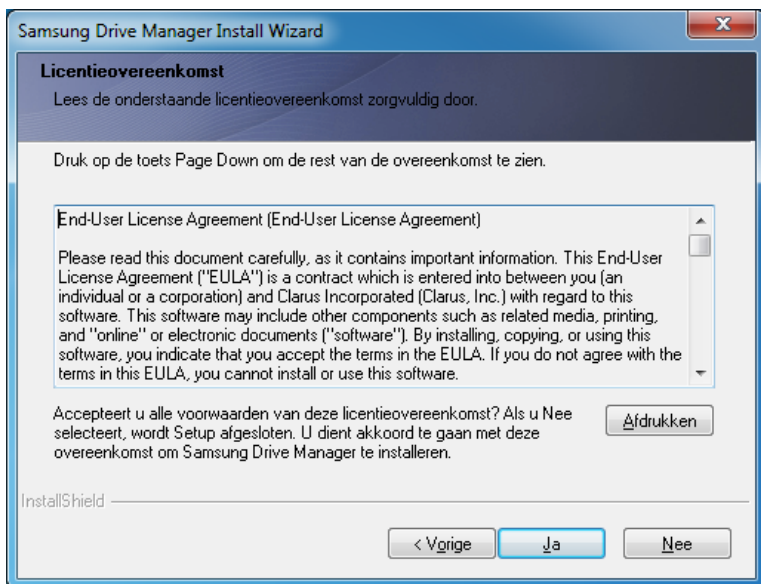 Samsung Drive Manager Install Wizard
Licentieovereenkomst
Lees de onderstaande licentieovereenkomst zorgvuldig door.
Druk op de toets Page Down om de rest van de overeenkomst te zien.
End-User License Agreement (End-User License Agreement)
Please read this document carefully, as it contains important information. This End-User
License Agreement ("EULA") is a contract which is entered into between you (an
individual or a corporation) and Clarus Incorporated (Clarus, Inc.) with regard to this
software. This software may include other components such as related media, printing,
and "online" or electronic documents ("software"). By installing, copying, or using this
software, you indicate that you accept the terms in the EULA. If you do not agree with the
terms in this EULA, you cannot install or use this software.
Accepteert u alle voorwaarden van deze licentieovereenkomst? Als u Nee
selecteert, wordt Setup afgesloten. U dient akkoord te gaan met deze
overeenkomst om Samsung Drive Manager te installeren.
Afdrukken
InstallShield
< Vorige
Ja
Nee